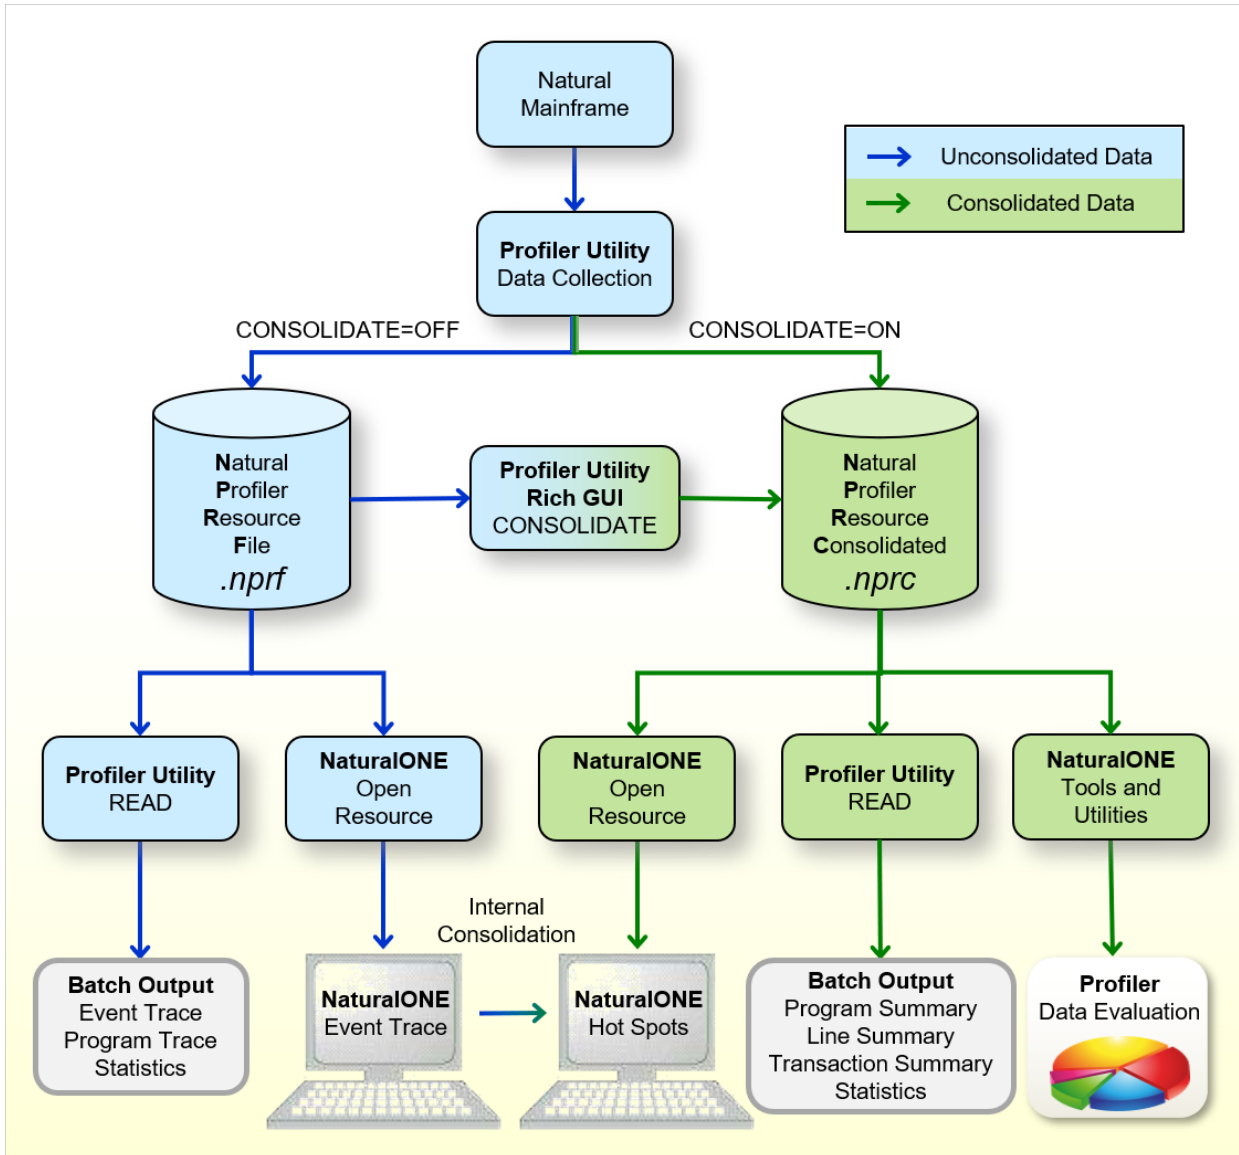 Natural
Mainframe
Unconsolidated Data
Consolidated Data
Profiler Utility
Data Collection
CONSOLIDATE=OFF
CONSOLIDATE=ON
Natural
Profiler
Resource
File
.nprf
Profiler Utility
Rich GUI
CONSOLIDATE
Natural
Profiler
Resource
Consolidated
.nprc
Profiler Utility
READ
NaturalONE
Open
Resource
NaturalONE
Open
Resource
Profiler Utility
READ
NaturalONE
Tools and
Utilities
Internal
Consolidation
Batch Output
Event Trace
Program Trace
Statistics
NaturalONE
Event Trace
NaturalONE
Hot Spots
Batch Output
Program Summary
Line Summary
Transaction Summary
Statistics
Profiler
Data Evaluation